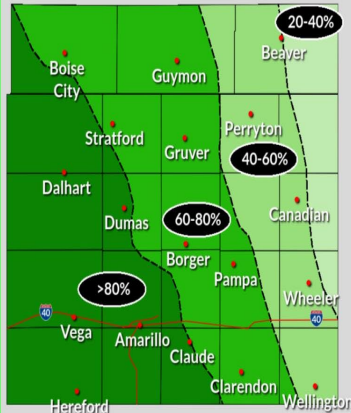 20-40%
Beaver
Boise
City
Guymon
Perryton
Stratford
Gruver
40-60%
Dalhart
Canadian
Dumas
60-80%
Borger
Pampa
>80%
Wheeler
40
40
Vega
Amarillo
Claude
Clarendon
Hereford
Wellington